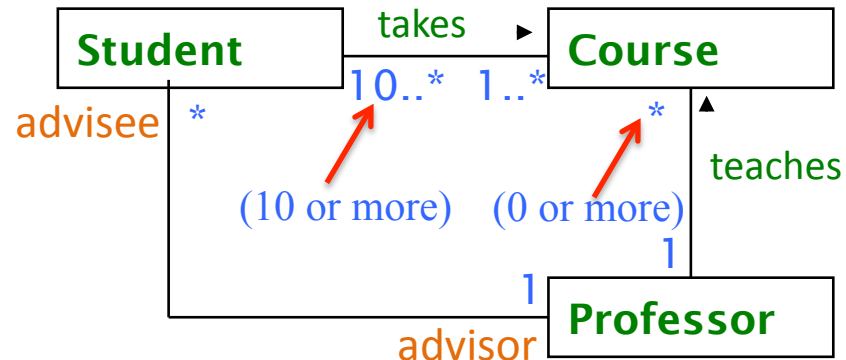 takes
Student
Course
10..*
1..*
advisee
*
*
teaches
(10 or more)
(0 or more)
1
1
Professor
advisor